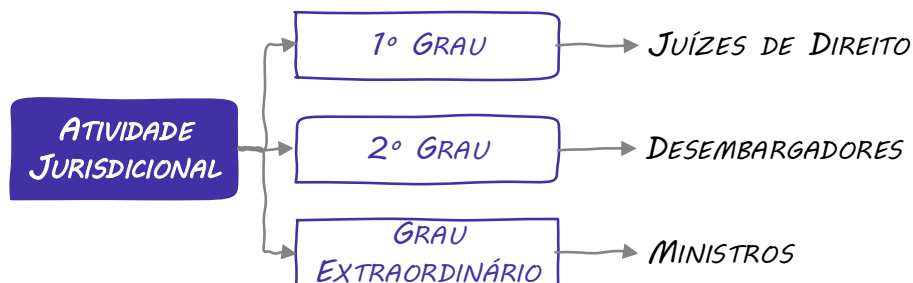 1º GRAU
JUÍZES DE DIREITO
ATIVIDADE
JURISDICIONAL
2º GRAU
DESEMBARGADORES
GRAU
EXTRAORDINÁRIO
MINISTROS